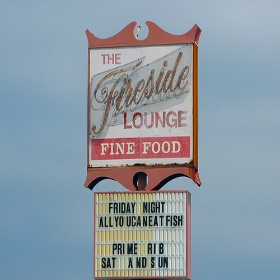 THE
Fireside
LOUNGE
FINE FOOD
FRIDAY NIGHT
ALL YOU CAN EAT FISH
PRIME RIB
SAT AND SUN